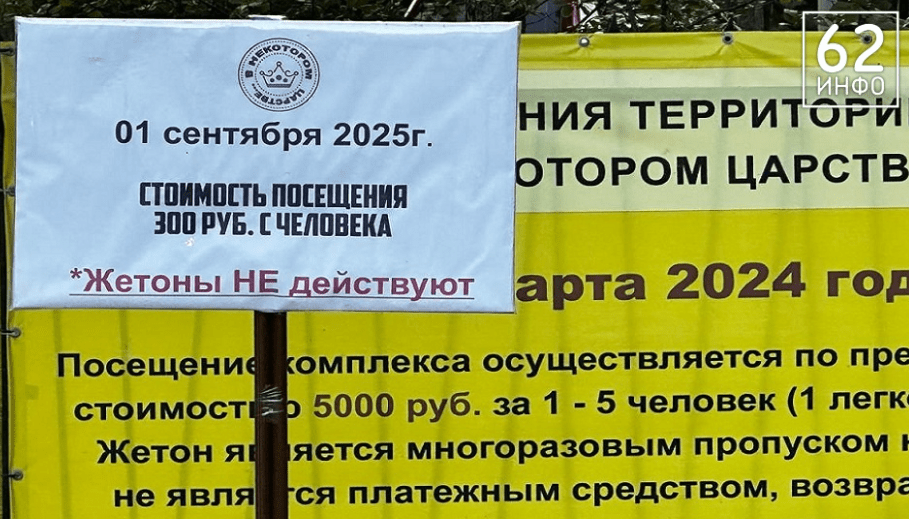 В НЕКОТОРОМ ЦАРСТВЕ...
01 сентября 2025г.
СТОИМОСТЬ ПОСЕЩЕНИЯ
300 РУБ. С ЧЕЛОВЕКА
*Жетоны НЕ действуют
62
ИНФО
НИЯ ТЕРРИТОРИ
ОТОРОМ ЦАРСТВ
арта 2024 год
Посещение комплекса осуществляется по пре
стоимостью 5000 руб. за 1 - 5 человек (1 легк
Жетон является многоразовым пропуском
не является платежным средством, возвра